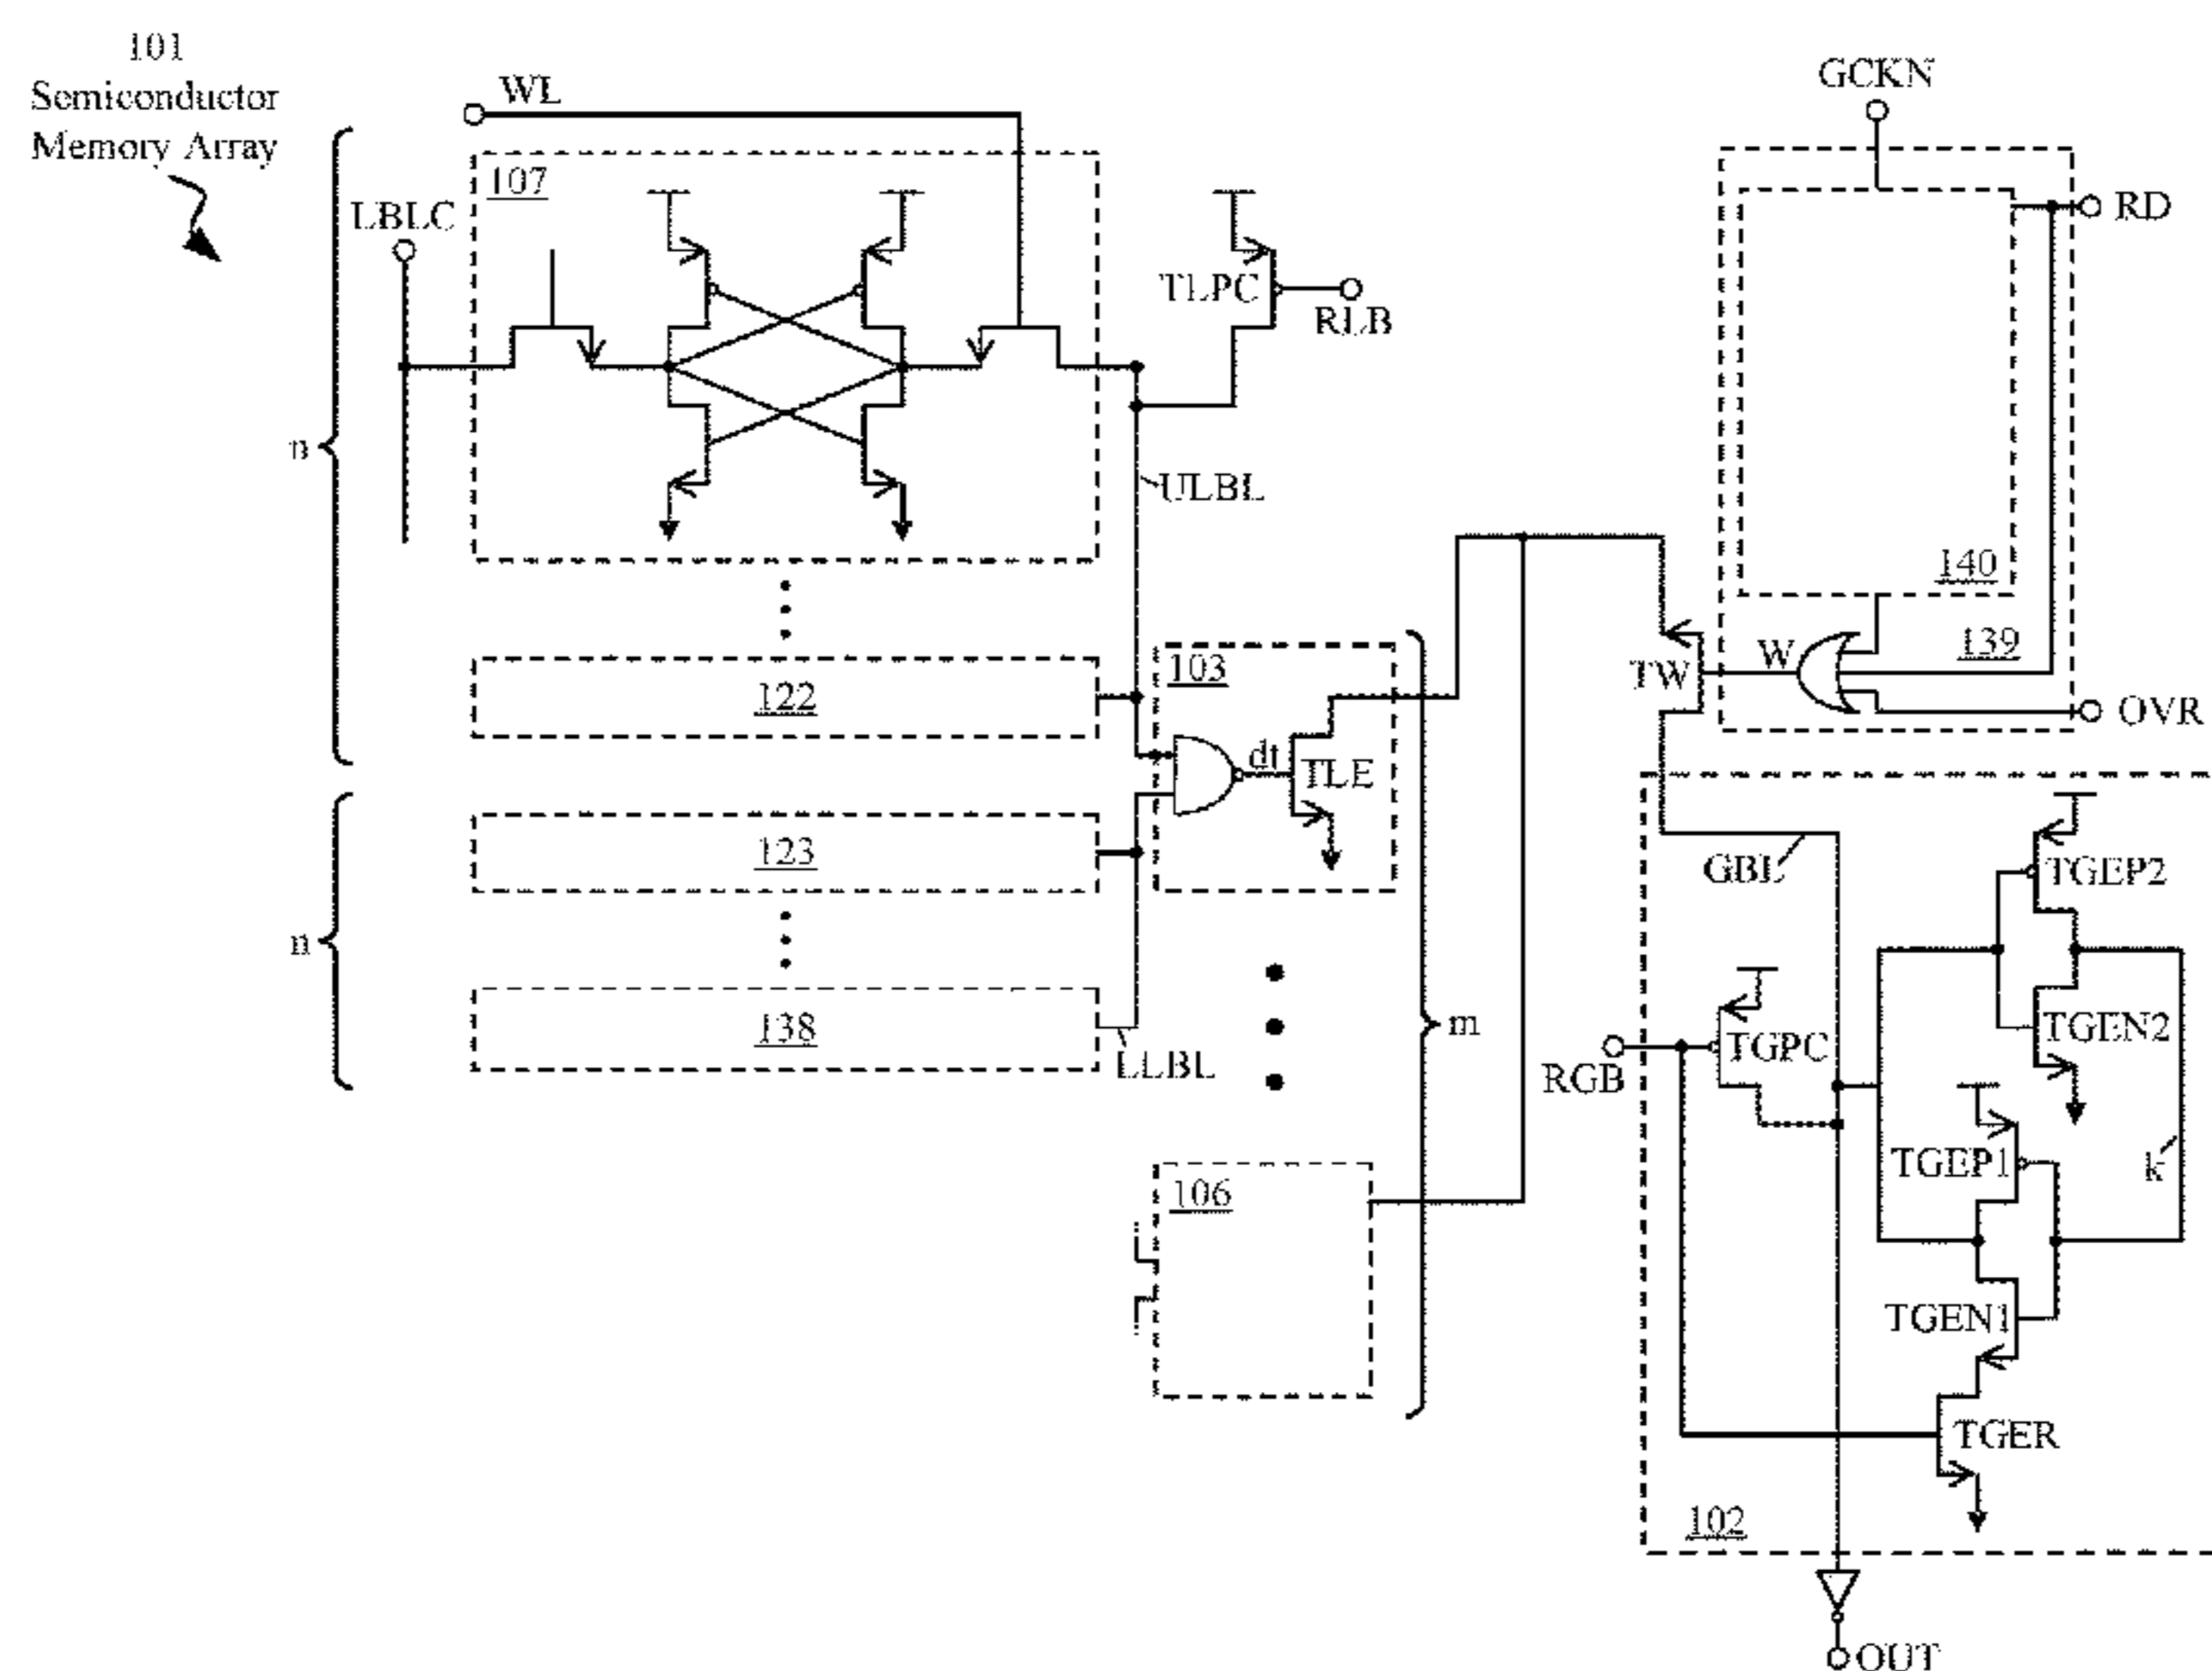 101
Semiconductor
Memory Array
WL
GCKN
107
LBLC
RD
TLPC
RLB
n
ULBL
140
139
W
TW
OVR
122
103
dt
TLE
123
GBL
TGEP2
n
m
138
LLBL
TGPC
TGEN2
RGB
TGEP1
k
106
TGEN1
TGER
102
OUT